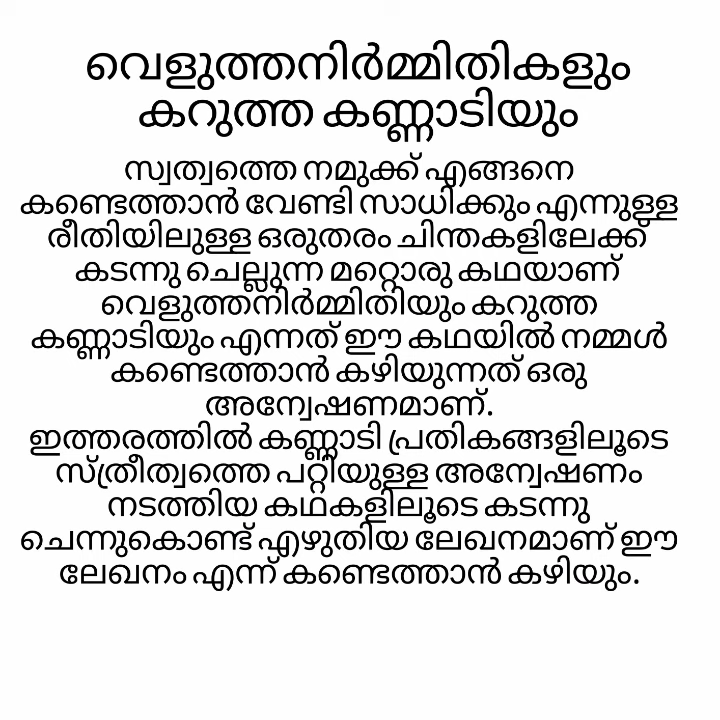 വെളുത്തനിർമ്മിതികളും
കറുത്ത കണ്ണാടിയും
സ്വത്വത്തെ നമുക്ക് എങ്ങനെ
കണ്ടെത്താൻ വേണ്ടി സാധിക്കും എന്നുള്ള
രീതിയിലുള്ള ഒരുതരം ചിന്തകളിലേക്ക്
കടന്നു ചെല്ലുന്ന മറ്റൊരു കഥയാണ്
വെളുത്തനിർമ്മിതിയും കറുത്ത
കണ്ണാടിയും എന്നത് ഈ കഥയിൽ നമ്മൾ
കണ്ടെത്താൻ കഴിയുന്നത് ഒരു
അന്വേഷണമാണ്.
ഇത്തരത്തിൽ കണ്ണാടി പ്രതികങ്ങളിലൂടെ
സ്ത്രീത്വത്തെ പറ്റിയുള്ള അന്വേഷണം
നടത്തിയ കഥകളിലൂടെ കടന്നു
ചെന്നുകൊണ്ട് എഴുതിയ ലേഖനമാണ് ഈ
ലേഖനം എന്ന് കണ്ടെത്താൻ കഴിയും.